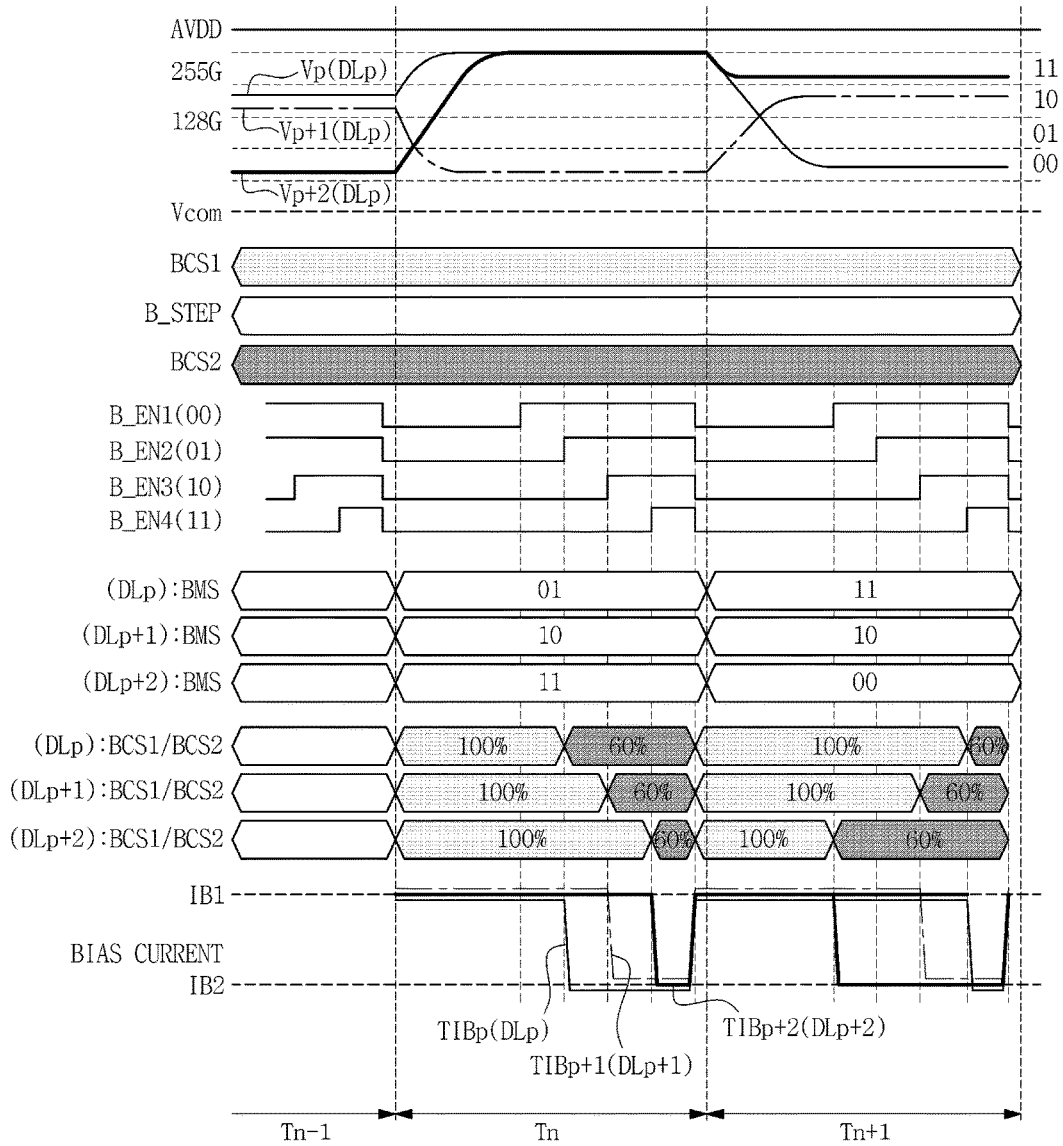 AVDD
255G
Vp(DLp)
11
10
128G
Vp+1(DLp)
01
00
Vp+2(DLp)
Vcom
BCS1
B_STEP
BCS2
B_EN1(00)
B_EN2(01)
B_EN3(10)
B_EN4(11)
(DLp):BMS 01 11
(DLp+1):BMS 10 10
(DLp+2):BMS 11 00
(DLp):BCS1/BCS2 100% 60% 100% 60%
(DLp+1):BCS1/BCS2 100% 60% 100% 60%
(DLp+2):BCS1/BCS2 100% 60% 100% 60%
IB1
BIAS CURRENT
IB2
TIBp(DLp)
TIBp+2(DLp+2)
TIBp+1(DLp+1)
Tn-1 Tn Tn+1